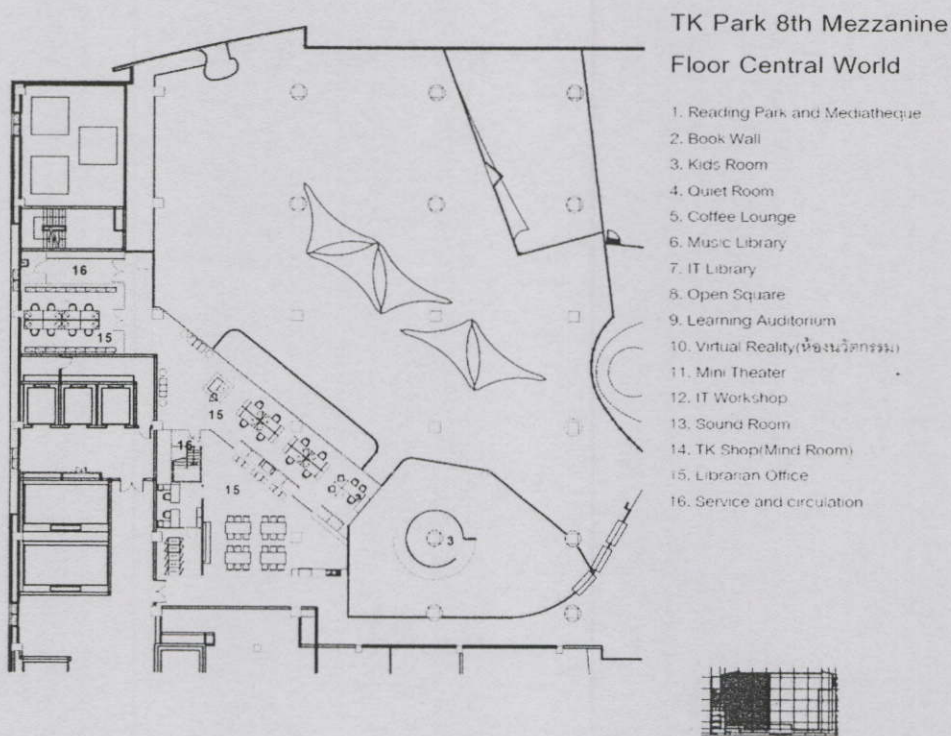 TK Park 8th Mezzanine
Floor Central World
1. Reading Park and Mediatheque
2. Book Wall
3. Kids Room
4. Quiet Room
5. Coffee Lounge
6. Music Library
7. IT Library
8. Open Square
9. Learning Auditorium
10. Virtual Reality(ห้องนวัตกรรม)
11. Mini Theater
12. IT Workshop
13. Sound Room
14. TK Shop(Mind Room)
15. Librarian Office
16. Service and circulation
16
15
15
16
15
3